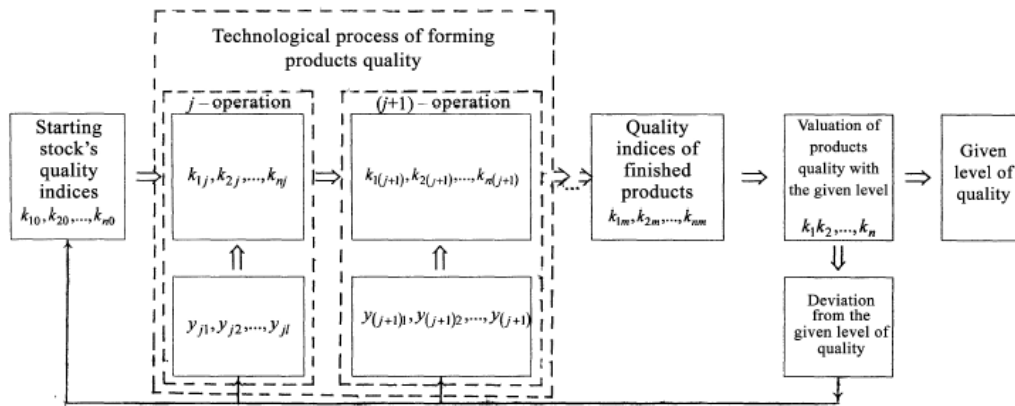 Technological process of forming
products quality
j – operation
(j+1) – operation
Starting
stock's
quality
indices
k₁₀, k₂₀,..., kₙ₀
k₁ⱼ, k₂ⱼ,..., kₙⱼ
k₁₍ⱼ₊₁₎, k₂₍ⱼ₊₁₎,..., kₙ₍ⱼ₊₁₎
...
Quality
indices of
finished
products
k₁ₘ, k₂ₘ,..., kₙₘ
Valuation of
products
quality with
the given level
k₁k₂,..., kₙ
Given
level of
quality
yⱼ₁, yⱼ₂,..., yⱼₗ
y₍ⱼ₊₁₎₁, y₍ⱼ₊₁₎₂,..., y₍ⱼ₊₁₎
Deviation
from the
given level of
quality